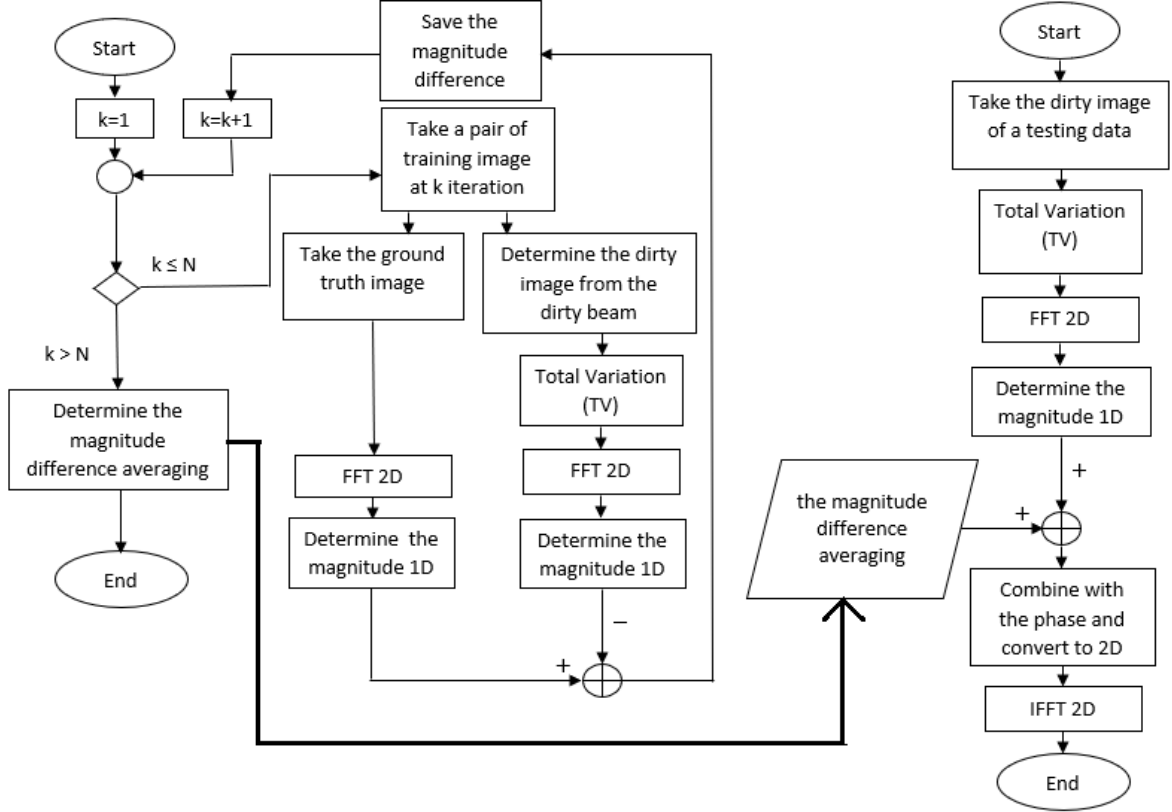 Start
k=1
k=k+1
Save the
magnitude
difference
Take a pair of
training image
at k iteration
k ≤ N
k > N
Take the ground
truth image
Determine the dirty
image from the
dirty beam
Total Variation
(TV)
FFT 2D
Determine the
magnitude 1D
FFT 2D
Determine the
magnitude 1D
+
−
Determine the
magnitude
difference averaging
End
Start
Take the dirty image
of a testing data
Total Variation
(TV)
FFT 2D
Determine the
magnitude 1D
+
the magnitude
difference
averaging
+
Combine with
the phase and
convert to 2D
IFFT 2D
End